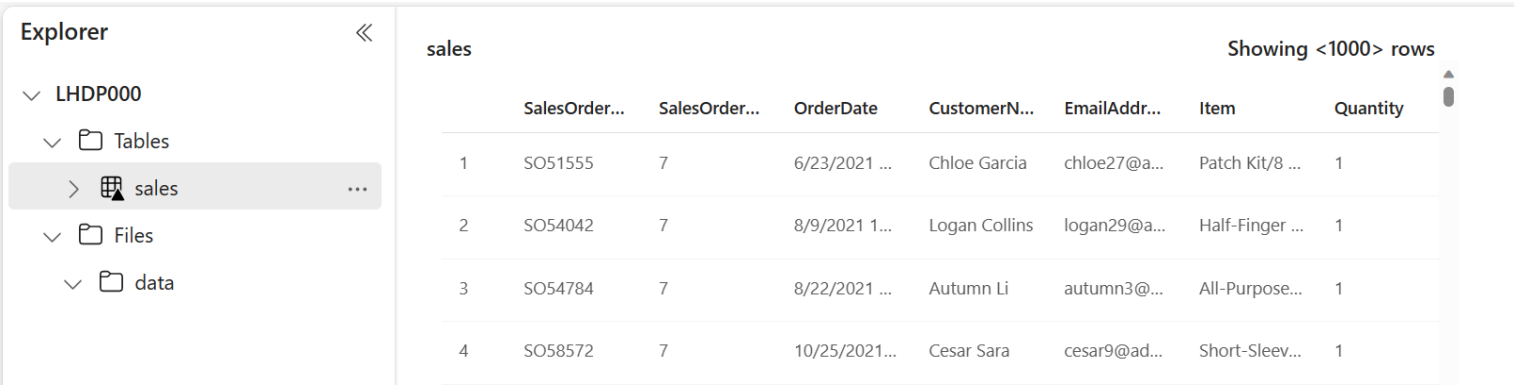 Explorer
LHDP000
Tables
sales
Files
data
sales
Showing <1000> rows
SalesOrder... SalesOrder... OrderDate CustomerN... EmailAddr... Item Quantity
1 SO51555 7 6/23/2021 ... Chloe Garcia chloe27@a... Patch Kit/8 ... 1
2 SO54042 7 8/9/2021 1... Logan Collins logan29@a... Half-Finger ... 1
3 SO54784 7 8/22/2021 ... Autumn Li autumn3@... All-Purpose... 1
4 SO58572 7 10/25/2021... Cesar Sara cesar9@ad... Short-Sleev... 1